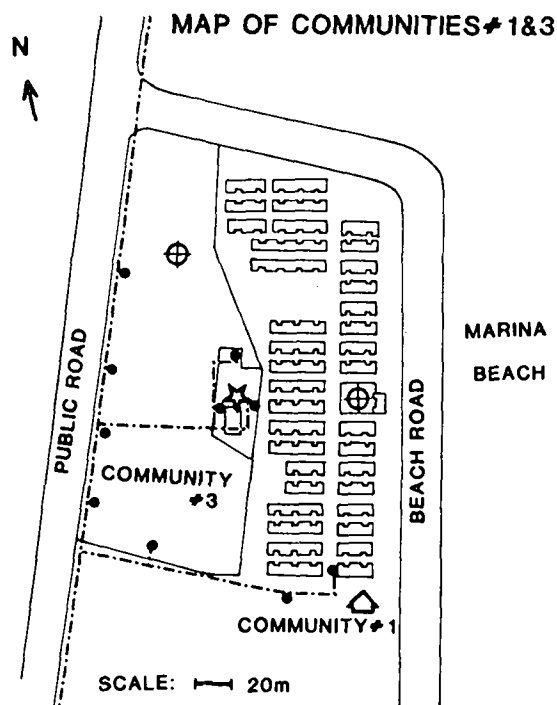 MAP OF COMMUNITIES # 1&3
N
PUBLIC ROAD
MARINA
BEACH
BEACH ROAD
COMMUNITY
#3
COMMUNITY # 1
SCALE: 20m